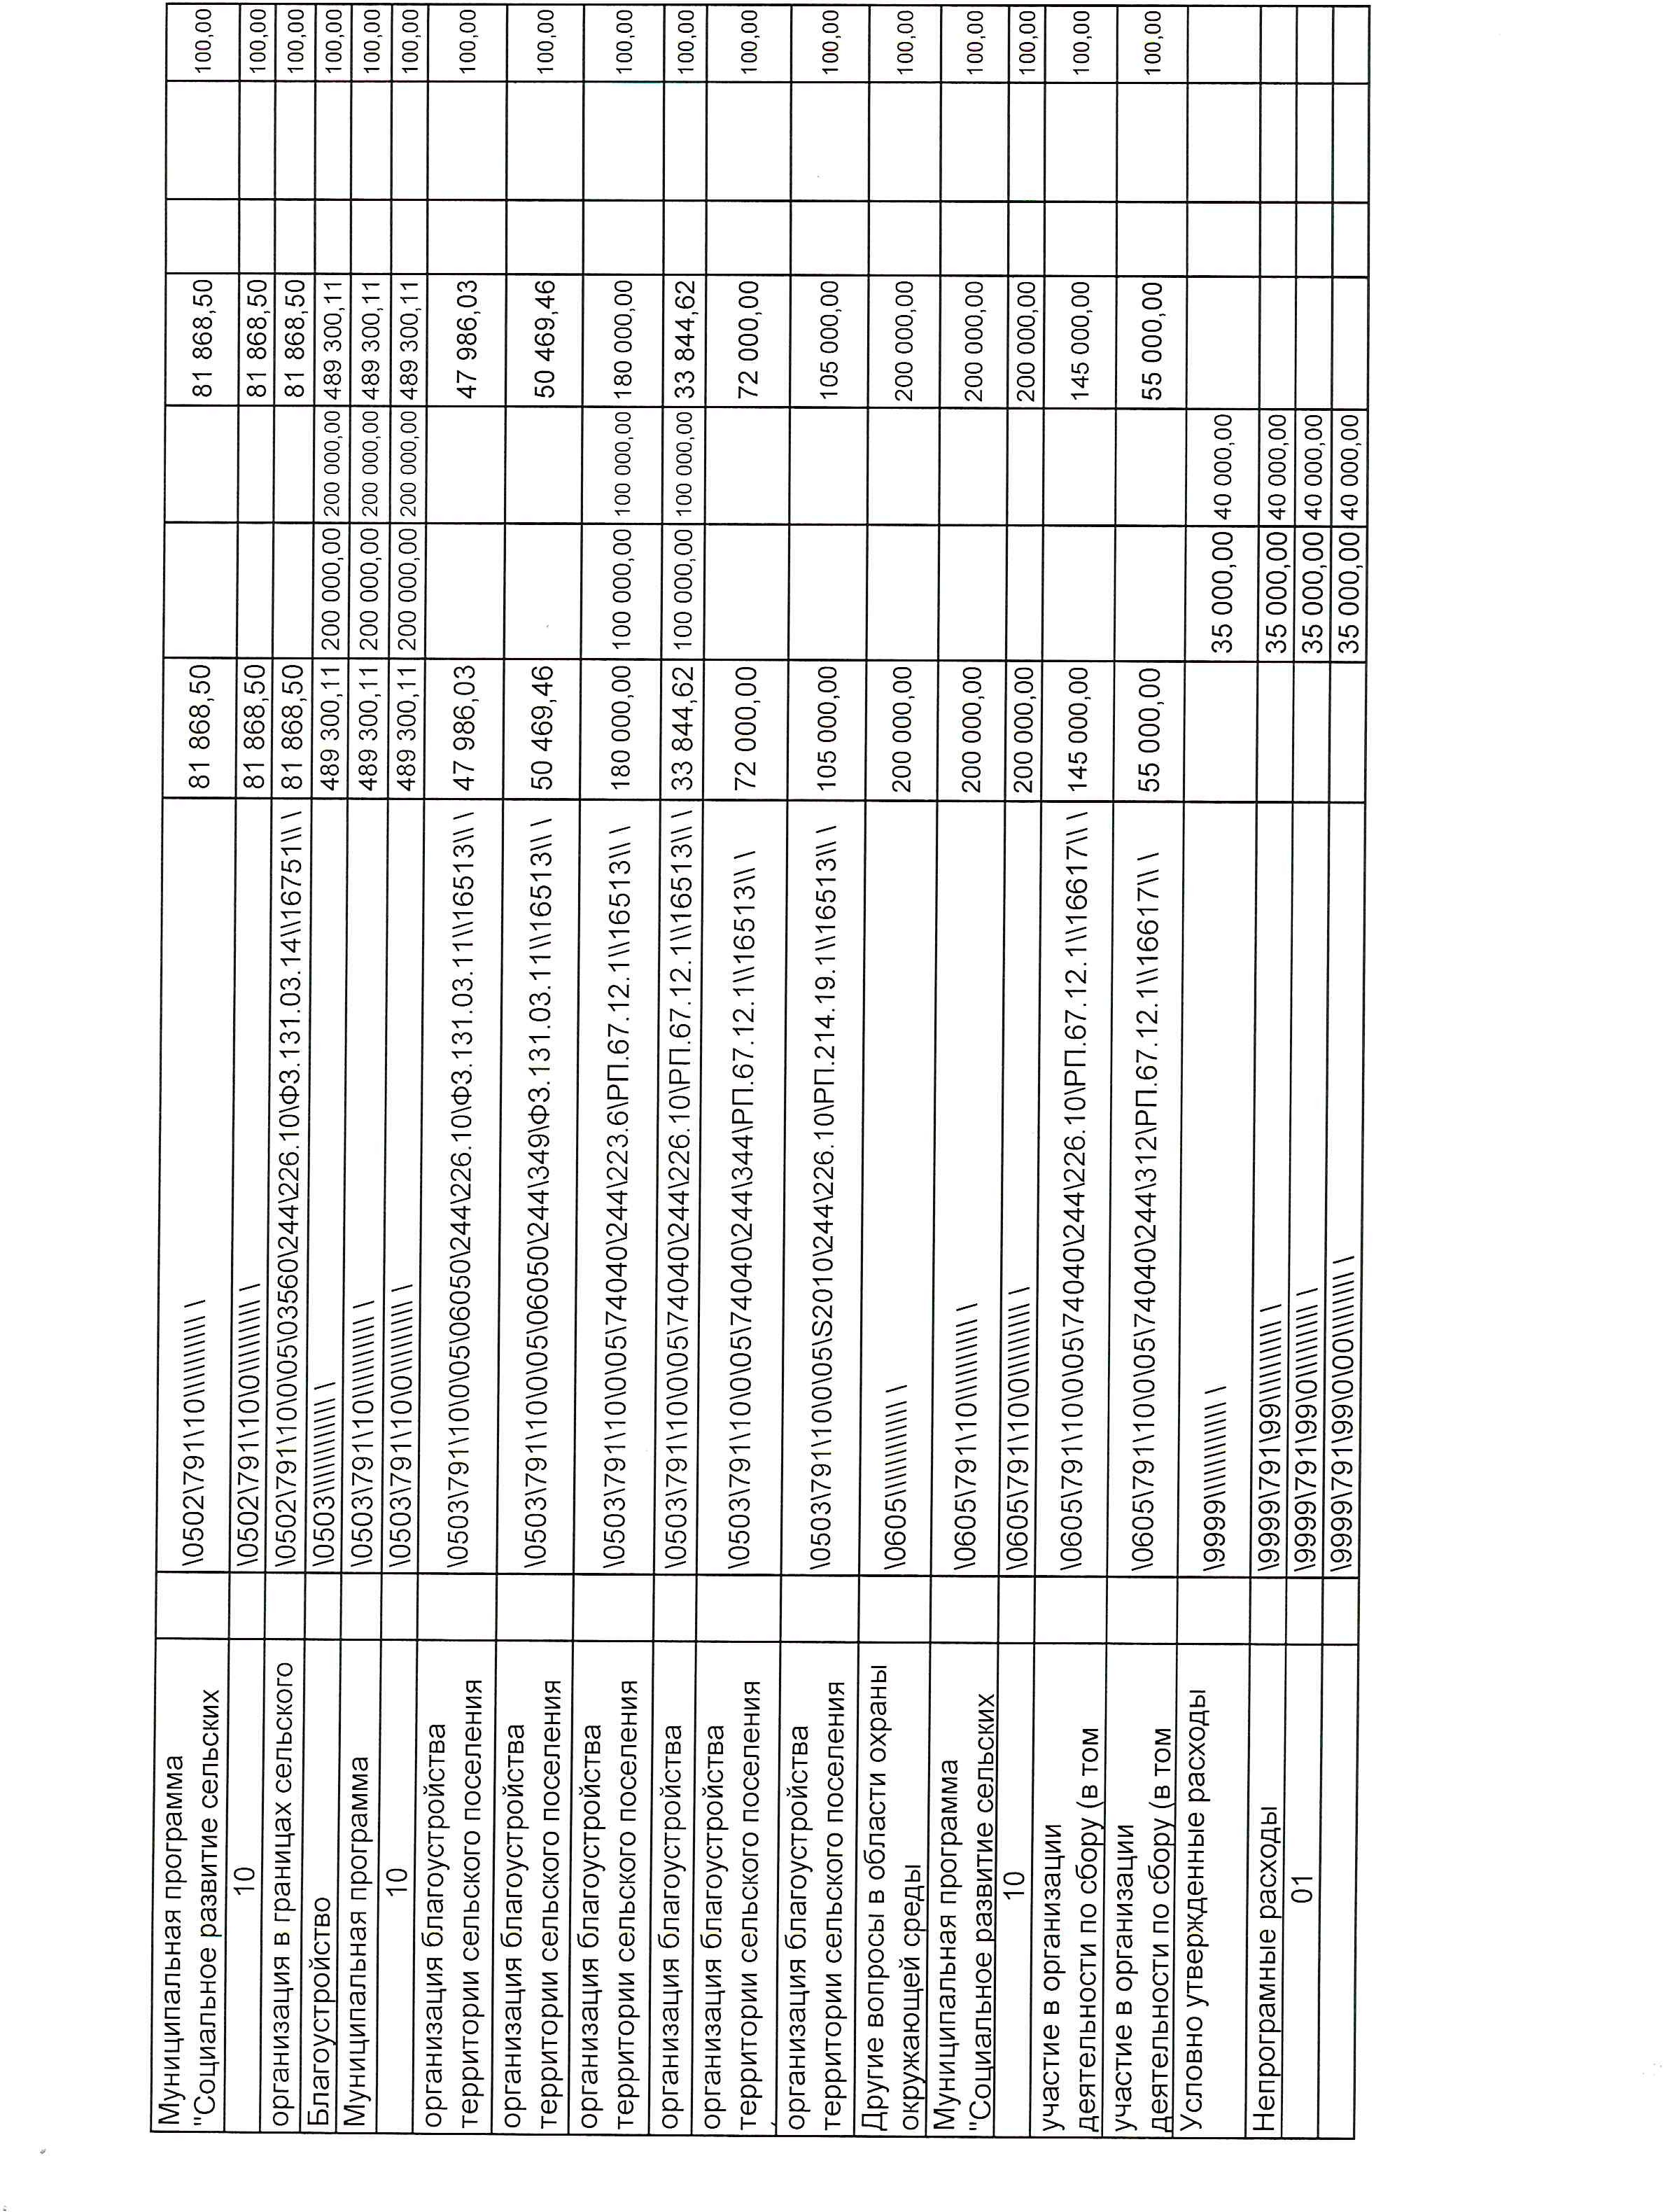 Муниципальная программа
"Социальное развитие сельских \0502\791\10\\\\\\\\\\\ \ 81 868,50 81 868,50 100,00
10 \0502\791\10\0\\\\\\\\\\ \ 81 868,50 81 868,50 100,00
организация в границах сельского \0502\791\10\0\05\03560\244\226.10\ФЗ.131.03.14\\16751\\ \ 81 868,50 81 868,50 100,00
Благоустройство \0503\\\\\\\\\\\\ \ 489 300,11 200 000,00 200 000,00 489 300,11 100,00
Муниципальная программа \0503\791\10\\\\\\\\\\\ \ 489 300,11 200 000,00 200 000,00 489 300,11 100,00
10 \0503\791\10\0\\\\\\\\\\ \ 489 300,11 200 000,00 200 000,00 489 300,11 100,00
организация благоустройства
территории сельского поселения \0503\791\10\0\05\06050\244\226.10\ФЗ.131.03.11\\16513\\ \ 47 986,03 47 986,03 100,00
организация благоустройства
территории сельского поселения \0503\791\10\0\05\06050\244\349\ФЗ.131.03.11\\16513\\ \ 50 469,46 50 469,46 100,00
организация благоустройства
территории сельского поселения \0503\791\10\0\05\74040\244\223.6\РП.67.12.1\\16513\\ \ 180 000,00 100 000,00 100 000,00 180 000,00 100,00
организация благоустройства \0503\791\10\0\05\74040\244\226.10\РП.67.12.1\\16513\\ \ 33 844,62 100 000,00 100 000,00 33 844,62 100,00
организация благоустройства
территории сельского поселения \0503\791\10\0\05\74040\244\344\РП.67.12.1\\16513\\ \ 72 000,00 72 000,00 100,00
организация благоустройства
территории сельского поселения \0503\791\10\0\05\S2010\244\226.10\РП.214.19.1\\16513\\ \ 105 000,00 105 000,00 100,00
Другие вопросы в области охраны
окружающей среды \0605\\\\\\\\\\\\ \ 200 000,00 200 000,00 100,00
Муниципальная программа
"Социальное развитие сельских \0605\791\10\\\\\\\\\\\ \ 200 000,00 200 000,00 100,00
10 \0605\791\10\0\\\\\\\\\\ \ 200 000,00 200 000,00 100,00
участие в организации
деятельности по сбору (в том \0605\791\10\0\05\74040\244\226.10\РП.67.12.1\\16617\\ \ 145 000,00 145 000,00 100,00
участие в организации
деятельности по сбору (в том \0605\791\10\0\05\74040\244\312\РП.67.12.1\\16617\\ \ 55 000,00 55 000,00 100,00
Условно утвержденные расходы \9999\\\\\\\\\\\\ \ 35 000,00 40 000,00
Непрограмные расходы \9999\791\99\\\\\\\\\\\ \ 35 000,00 40 000,00
01 \9999\791\99\0\\\\\\\\\\ \ 35 000,00 40 000,00
\9999\791\99\0\00\\\\\\\\ \ 35 000,00 40 000,00